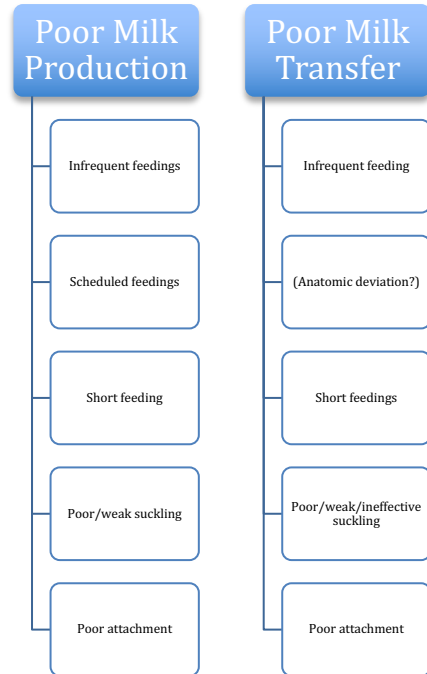 Poor Milk
Production
Infrequent feedings
Scheduled feedings
Short feeding
Poor/weak suckling
Poor attachment
Poor Milk
Transfer
Infrequent feeding
(Anatomic deviation?)
Short feedings
Poor/weak/ineffective
suckling
Poor attachment